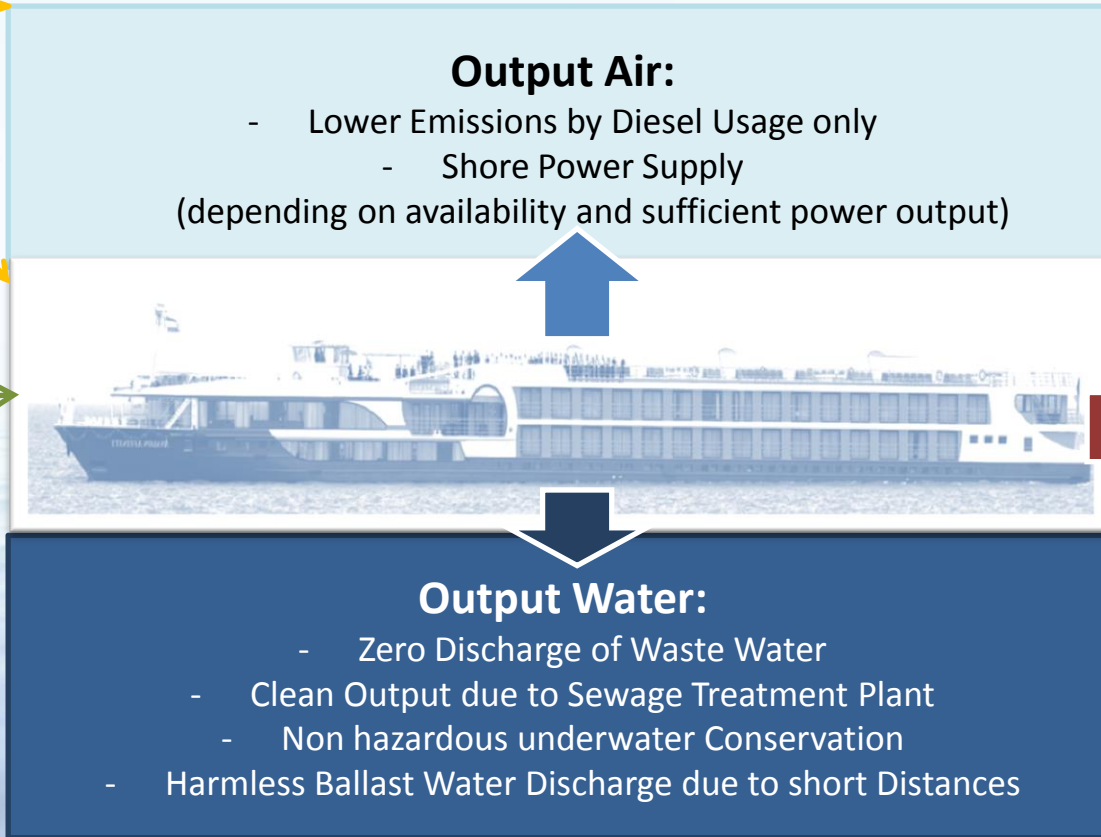 Output Air:
- Lower Emissions by Diesel Usage only
- Shore Power Supply
(depending on availability and sufficient power output)
Output Water:
- Zero Discharge of Waste Water
- Clean Output due to Sewage Treatment Plant
- Non hazardous underwater Conservation
- Harmless Ballast Water Discharge due to short Distances